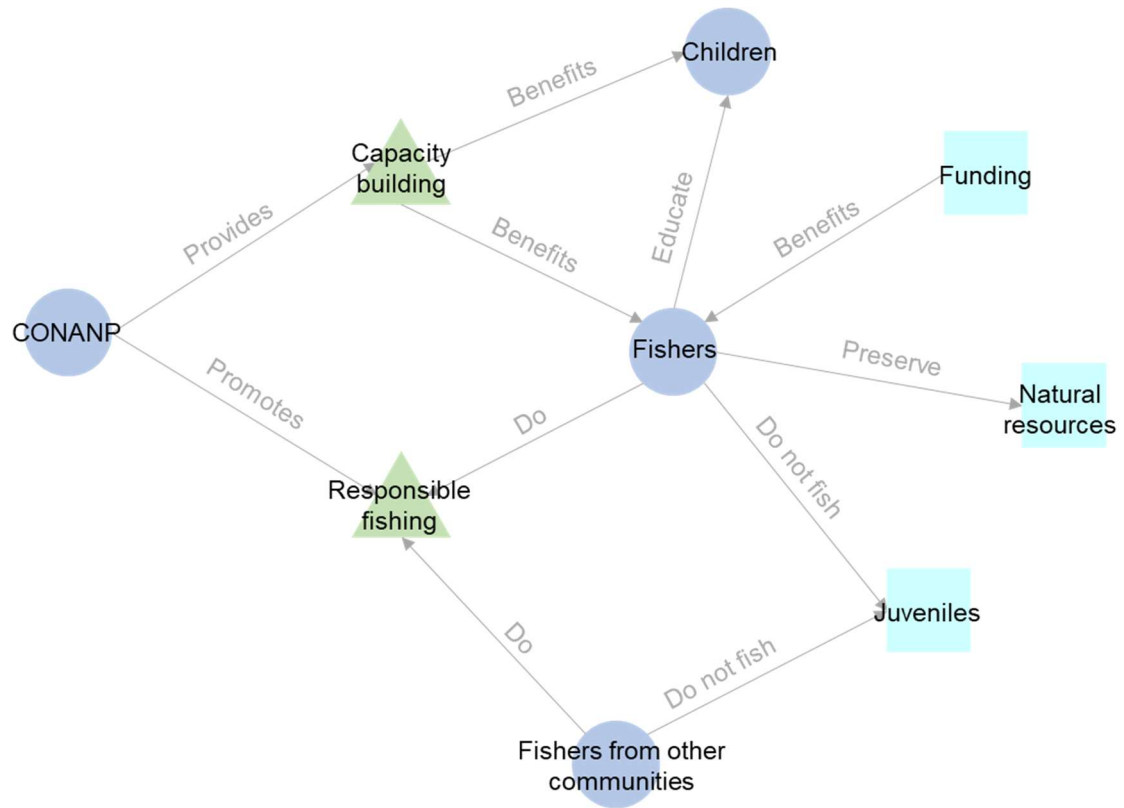 Children
Benefits
Capacity
building
Funding
Educate
Benefits
Provides
Benefits
CONANP
Fishers
Preserve
Promotes
Natural
resources
Do
Do not fish
Responsible
fishing
Juveniles
Do
Do not fish
Fishers from other
communities